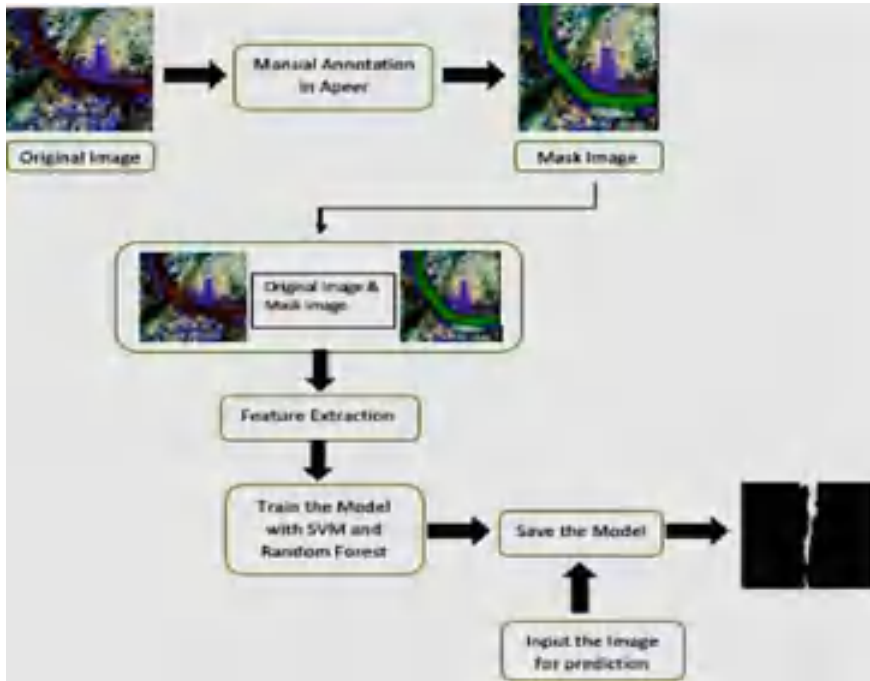 Manual Annotation
in Apeer
Original Image
Mask Image
Original Image &
Mask Image
Feature Extraction
Train the Model
with SVM and
Random Forest
Save the Model
Input the Image
for prediction